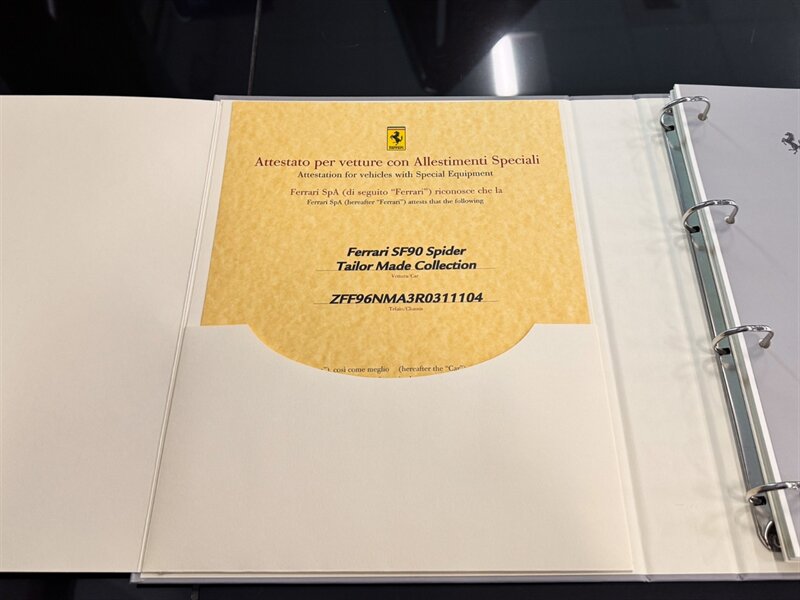 Ferrari
Attestato per vetture con Allestimenti Speciali
Attestation for vehicles with Special Equipment
Ferrari SpA (di seguito "Ferrari") riconosce che la
Ferrari SpA (hereafter "Ferrari") attests that the following
Ferrari SF90 Spider
Tailor Made Collection
Vettura/Car
ZFF96NMA3R0311104
Telaio/Chassis
"), così come meglio (hereafter the "Car")